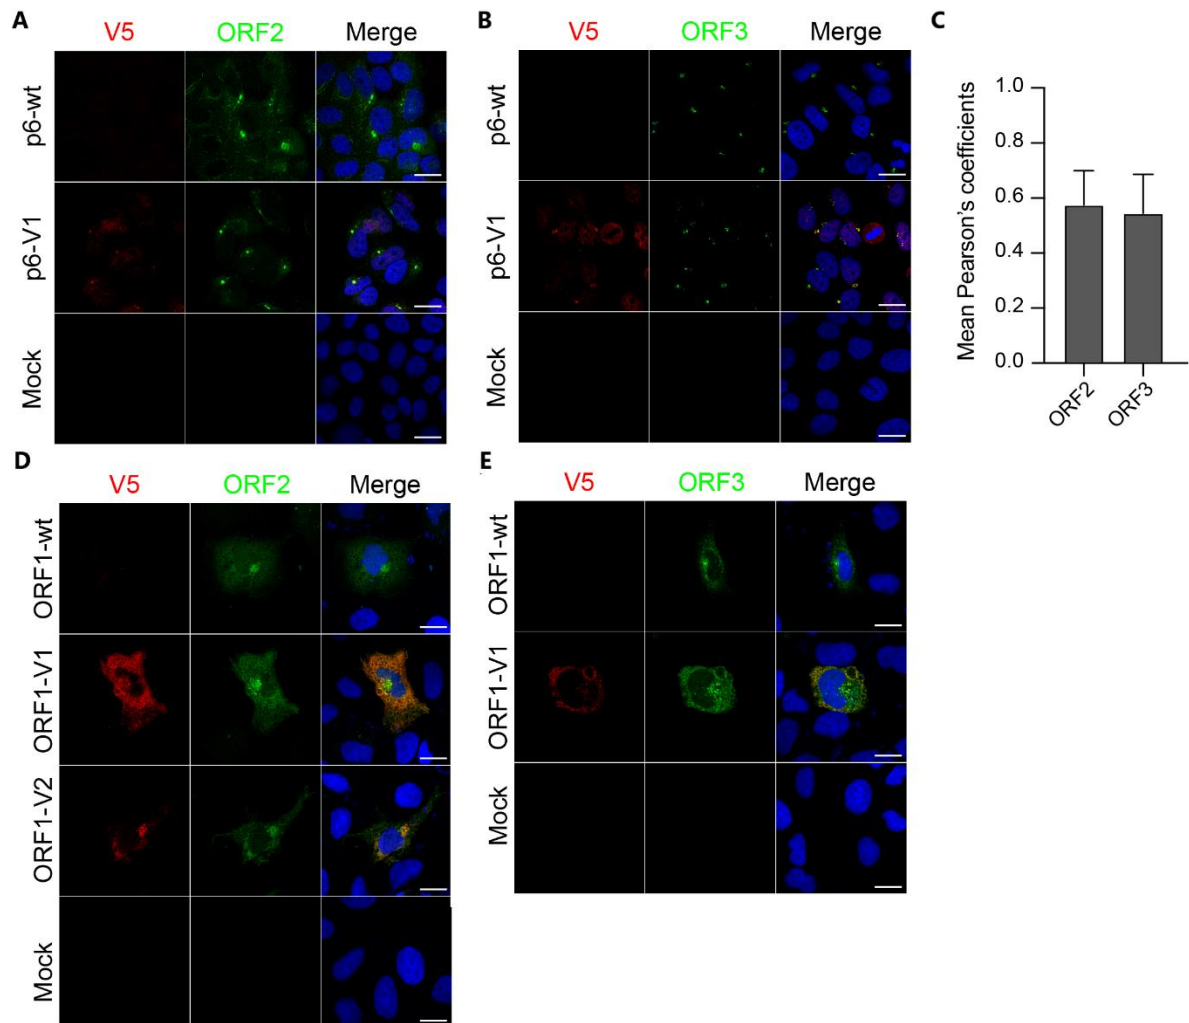 A
V5 ORF2 Merge
p6-wt
p6-V1
Mock
B
V5 ORF3 Merge
p6-wt
p6-V1
Mock
C
Mean Pearson's coefficients
1.0
0.8
0.6
0.4
0.2
0.0
ORF2
ORF3
D
V5 ORF2 Merge
ORF1-wt
ORF1-V1
ORF1-V2
Mock
E
V5 ORF3 Merge
ORF1-wt
ORF1-V1
Mock